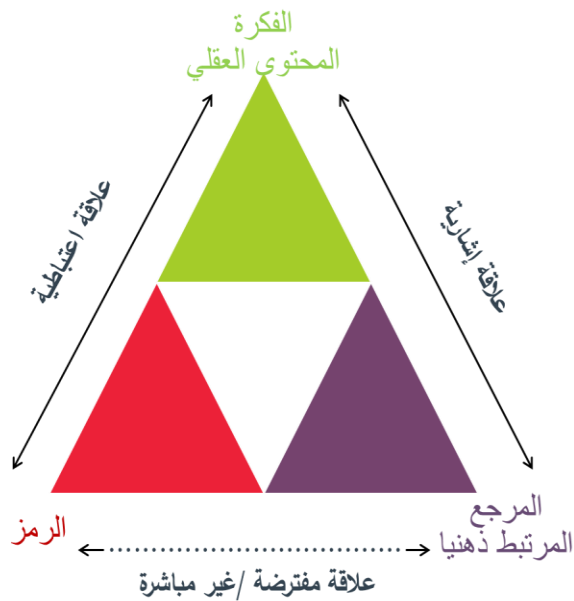 الفكرة
المحتوى العقلي
علاقة إشارية
علاقة اعتباطية
المرجع
المرتبط ذهنيا
الرمز
علاقة مفترضة /غير مباشرة